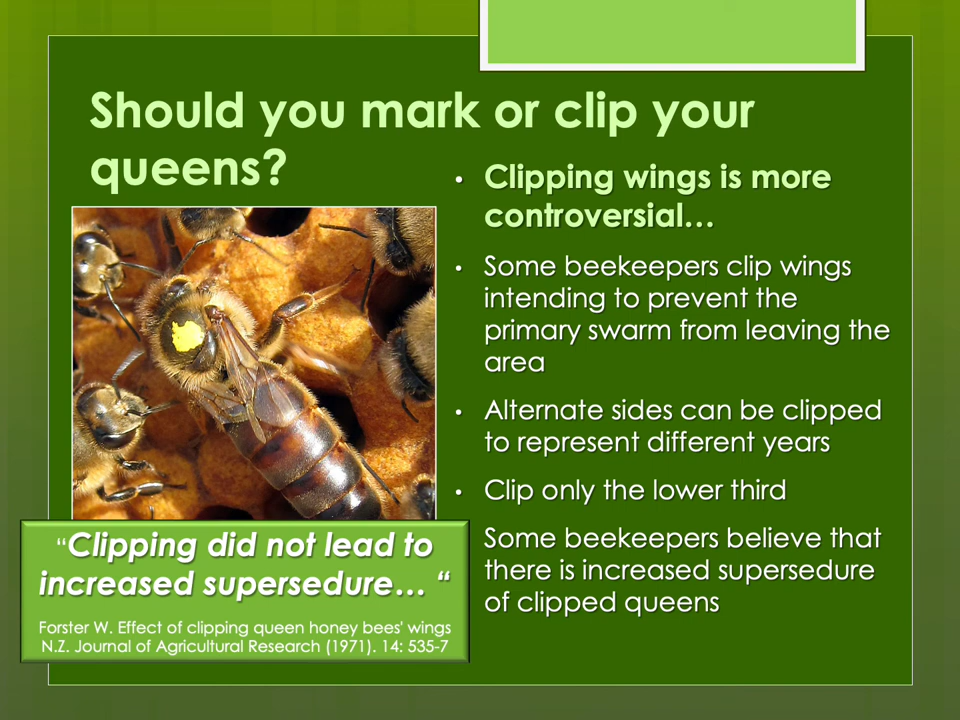 Should you mark or clip your
queens?
• Clipping wings is more
controversial…
• Some beekeepers clip wings
intending to prevent the
primary swarm from leaving the
area
• Alternate sides can be clipped
to represent different years
• Clip only the lower third
Some beekeepers believe that
there is increased supersedure
of clipped queens
“Clipping did not lead to
increased supersedure… “
Forster W. Effect of clipping queen honey bees' wings
N.Z. Journal of Agricultural Research (1971). 14: 535-7